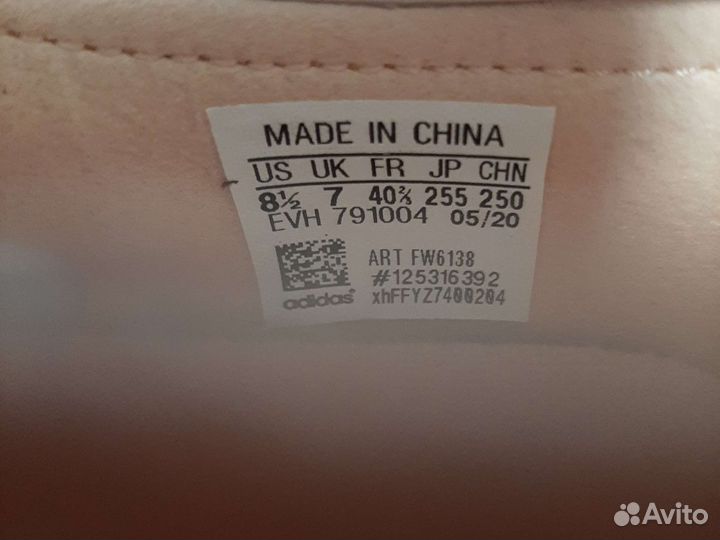 MADE IN CHINA
US UK FR JP CHN
8½ 7 40⅔ 255 250
EVH 791004 05/20
ART FW6138
#125316392
adidas xhFFYZ7400204
Avito